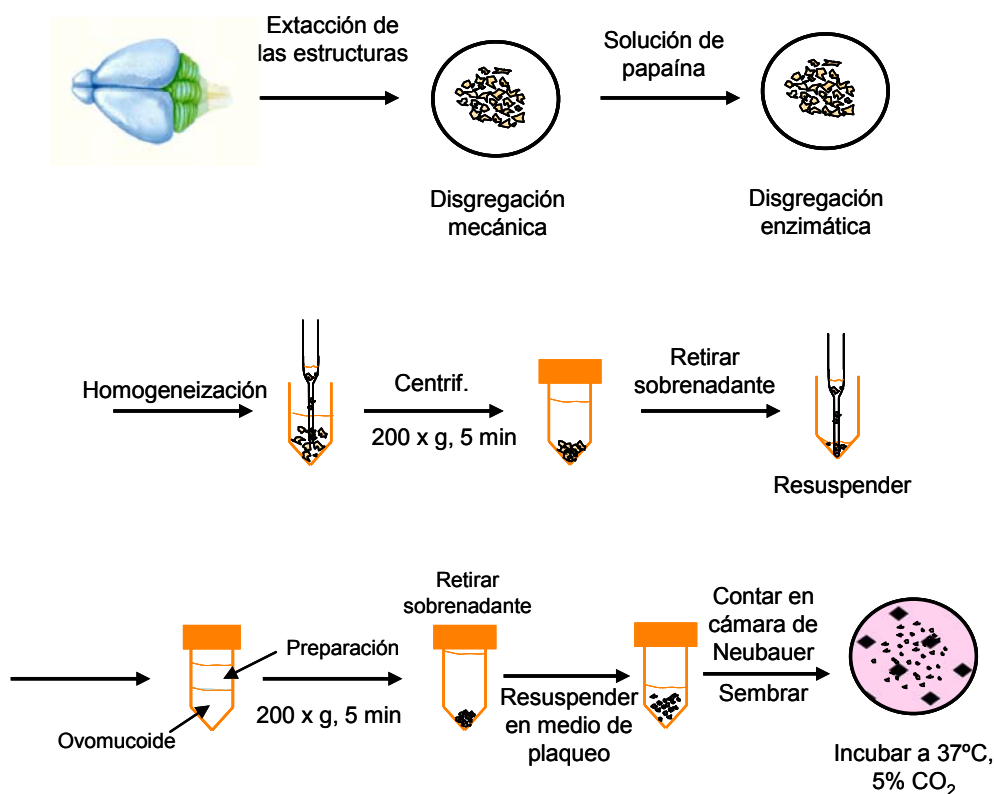 Extacción de
las estructuras
Solución de
papaína
Disgregación
mecánica
Disgregación
enzimática
Homogeneización
Centrif.
200 x g, 5 min
Retirar
sobrenadante
Resuspender
Preparación
Ovomucoide
200 x g, 5 min
Retirar
sobrenadante
Resuspender
en medio de
plaqueo
Contar en
cámara de
Neubauer
Sembrar
Incubar a 37ºC,
5% CO₂